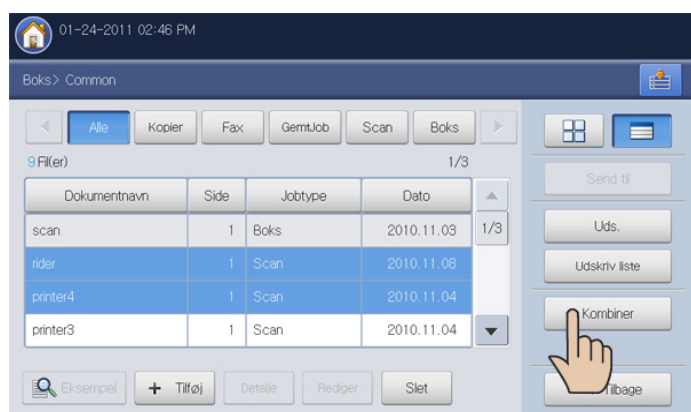 01-24-2011 02:46 PM
Boks> Common
Alle Kopier Fax GemtJob Scan Boks
9 Fil(er) 1/3
Dokumentnavn Side Jobtype Dato
scan 1 Boks 2010.11.03 1/3
rider 1 Scan 2010.11.08
printer4 1 Scan 2010.11.04
printer3 1 Scan 2010.11.04
Eksempel + Tilføj Detalje Rediger Slet
Send til
Uds.
Udskriv liste
Kombiner
Tilbage